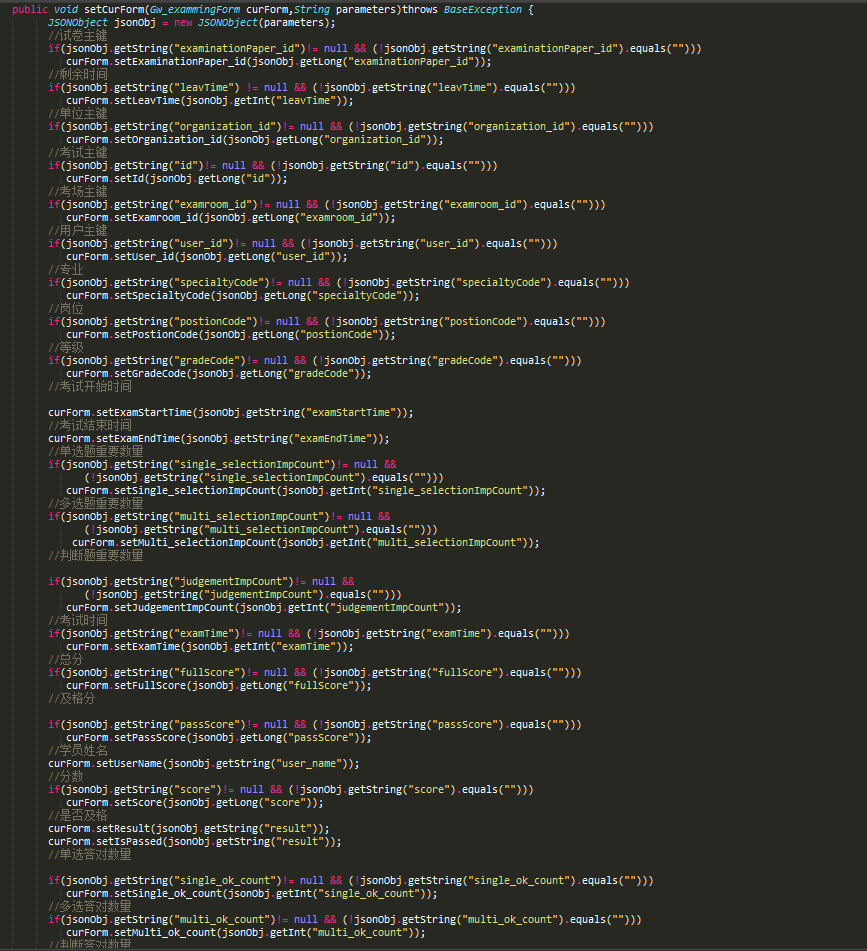 public void setCurForm(Gw_exammingForm curForm,String parameters)throws BaseException {
JSONObject jsonObj = new JSONObject(parameters);
//试卷主键
if(jsonObj.getString("examinationPaper_id")!= null && (!jsonObj.getString("examinationPaper_id").equals("")))
curForm.setExaminationPaper_id(jsonObj.getLong("examinationPaper_id"));
//剩余时间
if(jsonObj.getString("leavTime") != null && (!jsonObj.getString("leavTime").equals("")))
curForm.setLeavTime(jsonObj.getInt("leavTime"));
//单位主键
if(jsonObj.getString("organization_id")!= null && (!jsonObj.getString("organization_id").equals("")))
curForm.setOrganization_id(jsonObj.getLong("organization_id"));
//考试主键
if(jsonObj.getString("id")!= null && (!jsonObj.getString("id").equals("")))
curForm.setId(jsonObj.getLong("id"));
//考场主键
if(jsonObj.getString("examroom_id")!= null && (!jsonObj.getString("examroom_id").equals("")))
curForm.setExamroom_id(jsonObj.getLong("examroom_id"));
//用户主键
if(jsonObj.getString("user_id")!= null && (!jsonObj.getString("user_id").equals("")))
curForm.setUser_id(jsonObj.getLong("user_id"));
//专业
if(jsonObj.getString("specialtyCode")!= null && (!jsonObj.getString("specialtyCode").equals("")))
curForm.setSpecialtyCode(jsonObj.getLong("specialtyCode"));
//岗位
if(jsonObj.getString("postionCode")!= null && (!jsonObj.getString("postionCode").equals("")))
curForm.setPostionCode(jsonObj.getLong("postionCode"));
//等级
if(jsonObj.getString("gradeCode")!= null && (!jsonObj.getString("gradeCode").equals("")))
curForm.setGradeCode(jsonObj.getLong("gradeCode"));
//考试开始时间
curForm.setExamStartTime(jsonObj.getString("examStartTime"));
//考试结束时间
curForm.setExamEndTime(jsonObj.getString("examEndTime"));
//单选题重要数量
if(jsonObj.getString("single_selectionImpCount")!= null &&
(!jsonObj.getString("single_selectionImpCount").equals("")))
curForm.setSingle_selectionImpCount(jsonObj.getInt("single_selectionImpCount"));
//多选题重要数量
if(jsonObj.getString("multi_selectionImpCount")!= null &&
(!jsonObj.getString("multi_selectionImpCount").equals("")))
curForm.setMulti_selectionImpCount(jsonObj.getInt("multi_selectionImpCount"));
//判断题重要数量
if(jsonObj.getString("judgementImpCount")!= null &&
(!jsonObj.getString("judgementImpCount").equals("")))
curForm.setJudgementImpCount(jsonObj.getInt("judgementImpCount"));
//考试时间
if(jsonObj.getString("examTime")!= null && (!jsonObj.getString("examTime").equals("")))
curForm.setExamTime(jsonObj.getInt("examTime"));
//总分
if(jsonObj.getString("fullScore")!= null && (!jsonObj.getString("fullScore").equals("")))
curForm.setFullScore(jsonObj.getLong("fullScore"));
//及格分
if(jsonObj.getString("passScore")!= null && (!jsonObj.getString("passScore").equals("")))
curForm.setPassScore(jsonObj.getLong("passScore"));
//学员姓名
curForm.setUserName(jsonObj.getString("user_name"));
//分数
if(jsonObj.getString("score")!= null && (!jsonObj.getString("score").equals("")))
curForm.setScore(jsonObj.getLong("score"));
//是否及格
curForm.setResult(jsonObj.getString("result"));
curForm.setIsPassed(jsonObj.getString("result"));
//单选答对数量
if(jsonObj.getString("single_ok_count")!= null && (!jsonObj.getString("single_ok_count").equals("")))
curForm.setSingle_ok_count(jsonObj.getInt("single_ok_count"));
//多选答对数量
if(jsonObj.getString("multi_ok_count")!= null && (!jsonObj.getString("multi_ok_count").equals("")))
curForm.setMulti_ok_count(jsonObj.getInt("multi_ok_count"));
//判断答对数量